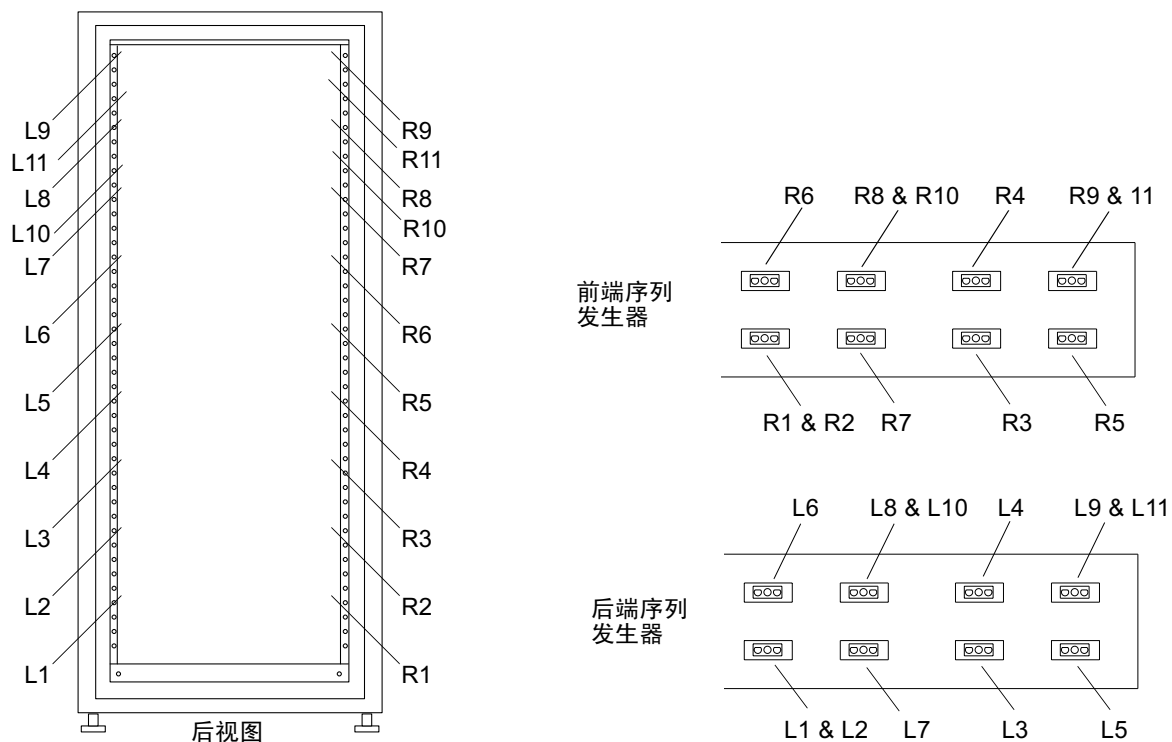 L9
L11
L8
L10
L7
L6
L5
L4
L3
L2
L1
R9
R11
R8
R10
R7
R6
R5
R4
R3
R2
R1
后视图
R6 R8 & R10 R4 R9 & 11
前端序列
发生器
R1 & R2 R7 R3 R5
L6 L8 & L10 L4 L9 & L11
后端序列
发生器
L1 & L2 L7 L3 L5